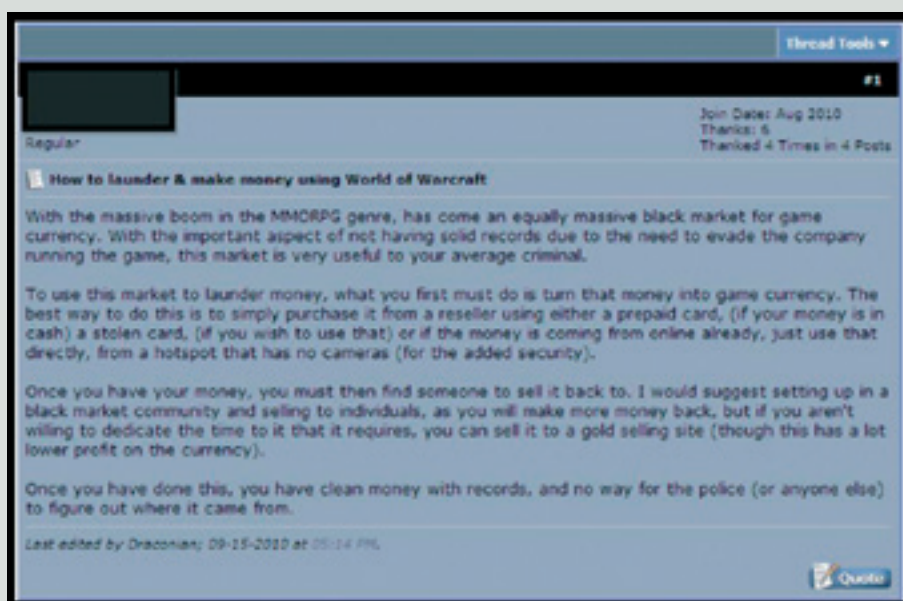 Thread Tools
#1
Join Date: Aug 2010
Thanks: 6
Regular
Thanked 4 Times in 4 Posts
How to launder & make money using World of Warcraft
With the massive boom in the MMORPG genre, has come an equally massive black market for game
currency. With the important aspect of not having solid records due to the need to evade the company
running the game, this market is very useful to your average criminal.
To use this market to launder money, what you first must do is turn that money into game currency. The
best way to do this is to simply purchase it from a reseller using either a prepaid card, (if your money is in
cash) a stolen card, (if you wish to use that) or if the money is coming from online already, just use that
directly, from a hotspot that has no cameras (for the added security).
Once you have your money, you must then find someone to sell it back to. I would suggest setting up in a
black market community and selling to individuals, as you will make more money back, but if you aren't
willing to dedicate the time to it that it requires, you can sell it to a gold selling site (though this has a lot
lower profit on the currency).
Once you have done this, you have clean money with records, and no way for the police (or anyone else)
to figure out where it came from.
Last edited by Draconian; 09-15-2010 at 05:14 PM.
Quote